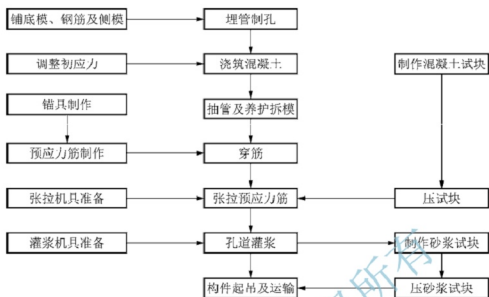 铺底模、钢筋及侧模
埋管制孔
调整初应力
浇筑混凝土
制作混凝土试块
锚具制作
抽管及养护拆模
预应力筋制作
穿筋
张拉机具准备
张拉预应力筋
压试块
灌浆机具准备
孔道灌浆
制作砂浆试块
构件起吊及运输
压砂浆试块
所有